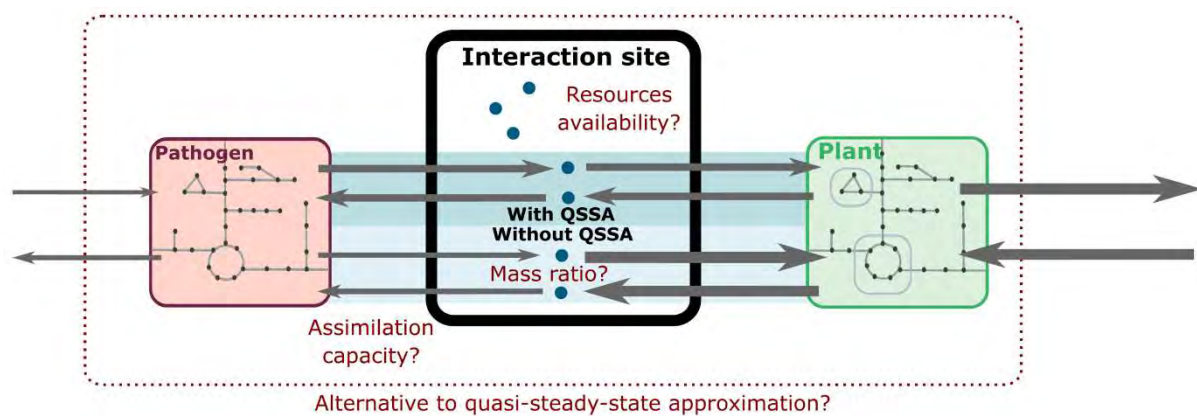 Interaction site
Resources
availability?
Pathogen
Plant
With QSSA
Without QSSA
Mass ratio?
Assimilation
capacity?
Alternative to quasi-steady-state approximation?